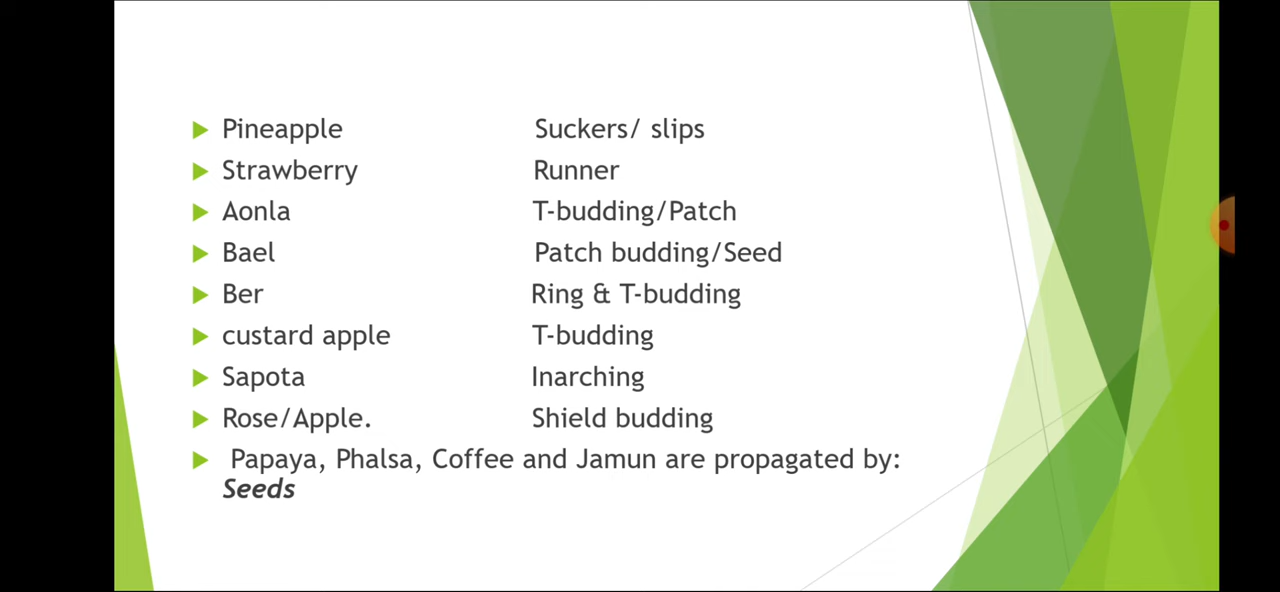 Pineapple Suckers/ slips
Strawberry Runner
Aonla T-budding/Patch
Bael Patch budding/Seed
Ber Ring & T-budding
custard apple T-budding
Sapota Inarching
Rose/Apple. Shield budding
Papaya, Phalsa, Coffee and Jamun are propagated by:
Seeds